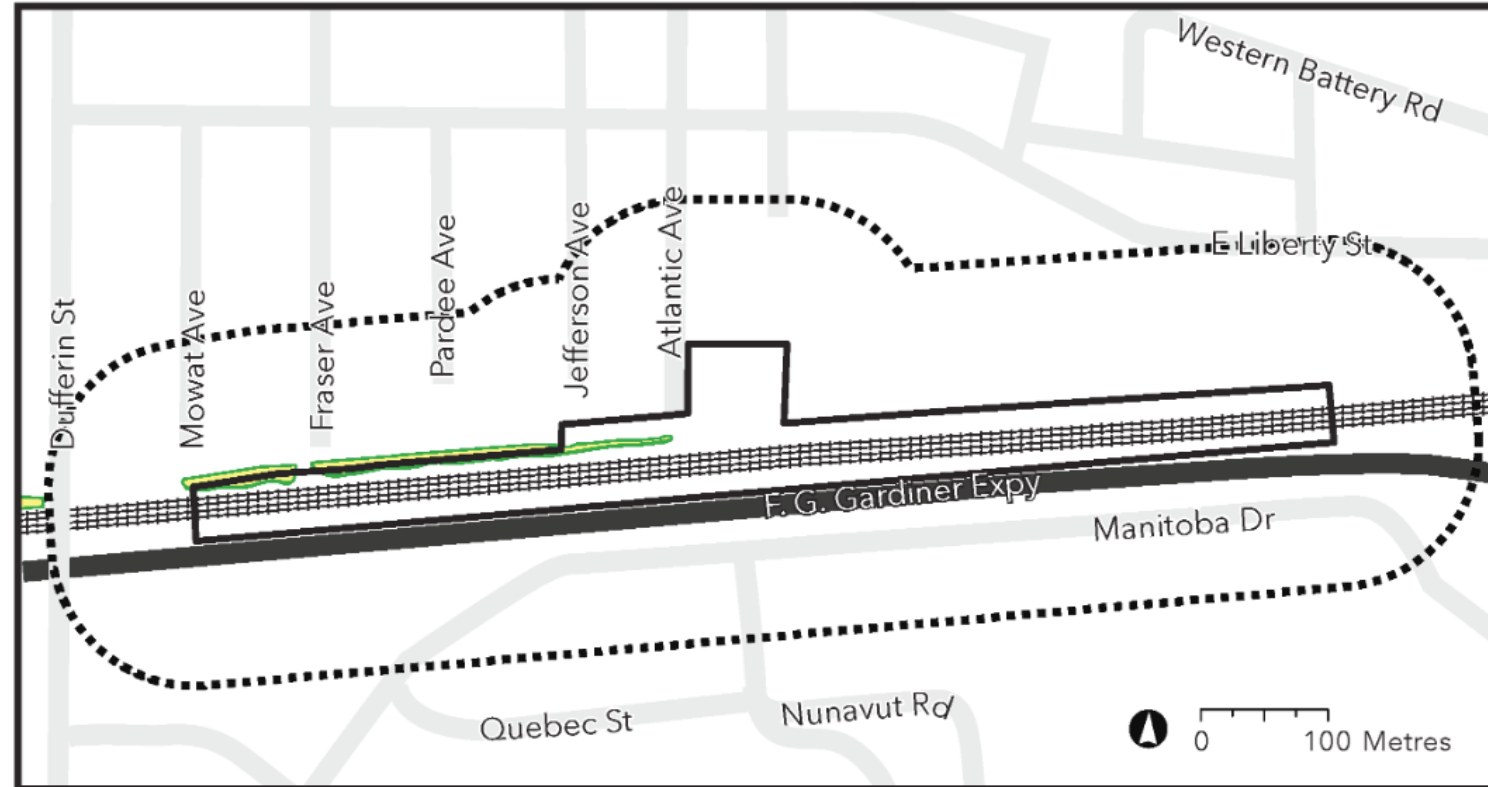 Western Battery Rd
E Liberty St
Dufferin St
Mowat Ave
Fraser Ave
Pardee Ave
Jefferson Ave
Atlantic Ave
F. G. Gardiner Expy
Manitoba Dr
Quebec St
Nunavut Rd
0 100 Metres